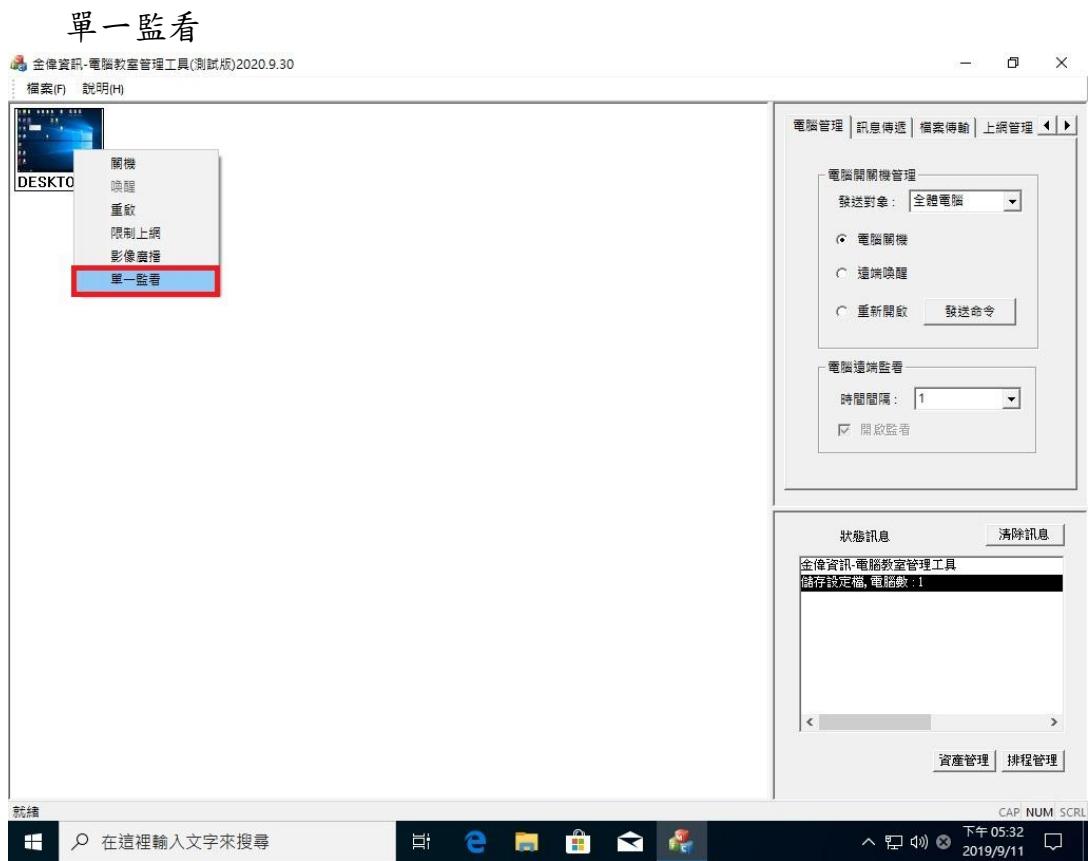 單一監看
金偉資訊-電腦教室管理工具(測試版)2020.9.30
檔案(F) 說明(H)
DESKTO
關機
喚醒
重啟
限制上網
影像廣播
單一監看
電腦管理 訊息傳遞 檔案傳輸 上網管理
電腦開關機管理
發送對象： 全體電腦
電腦關機
遠端喚醒
重新開啟 發送命令
電腦遠端監看
時間間隔： 1
開啟監看
狀態訊息 清除訊息
金偉資訊-電腦教室管理工具
儲存設定檔, 電腦數 : 1
資產管理 排程管理
就緒 CAP NUM SCRL
在這裡輸入文字來搜尋
下午 05:32
2019/9/11